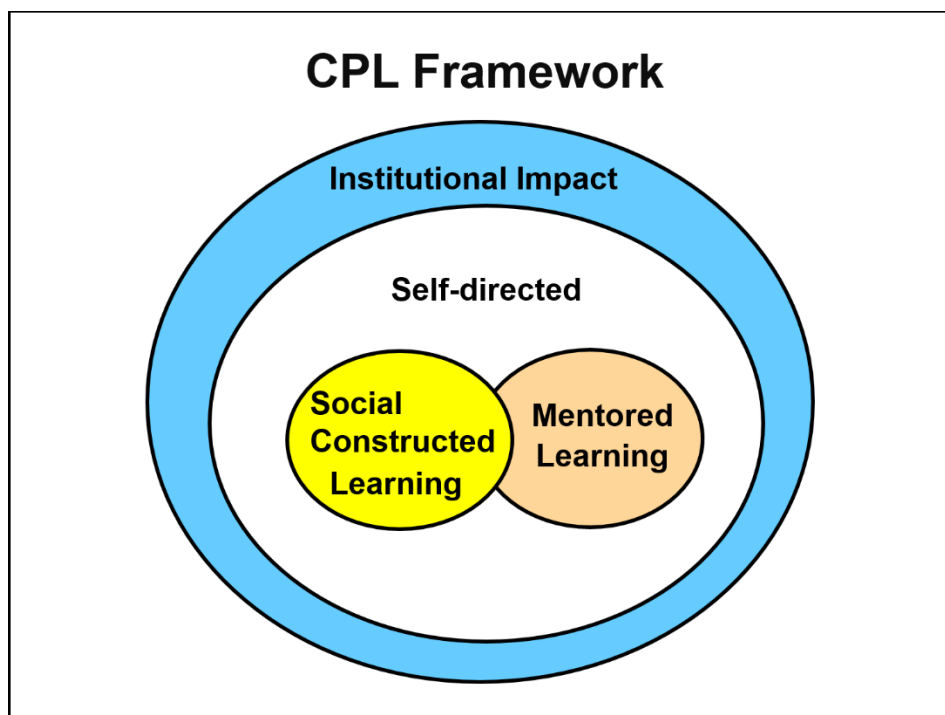 CPL Framework
Institutional Impact
Self-directed
Social
Constructed
Learning
Mentored
Learning